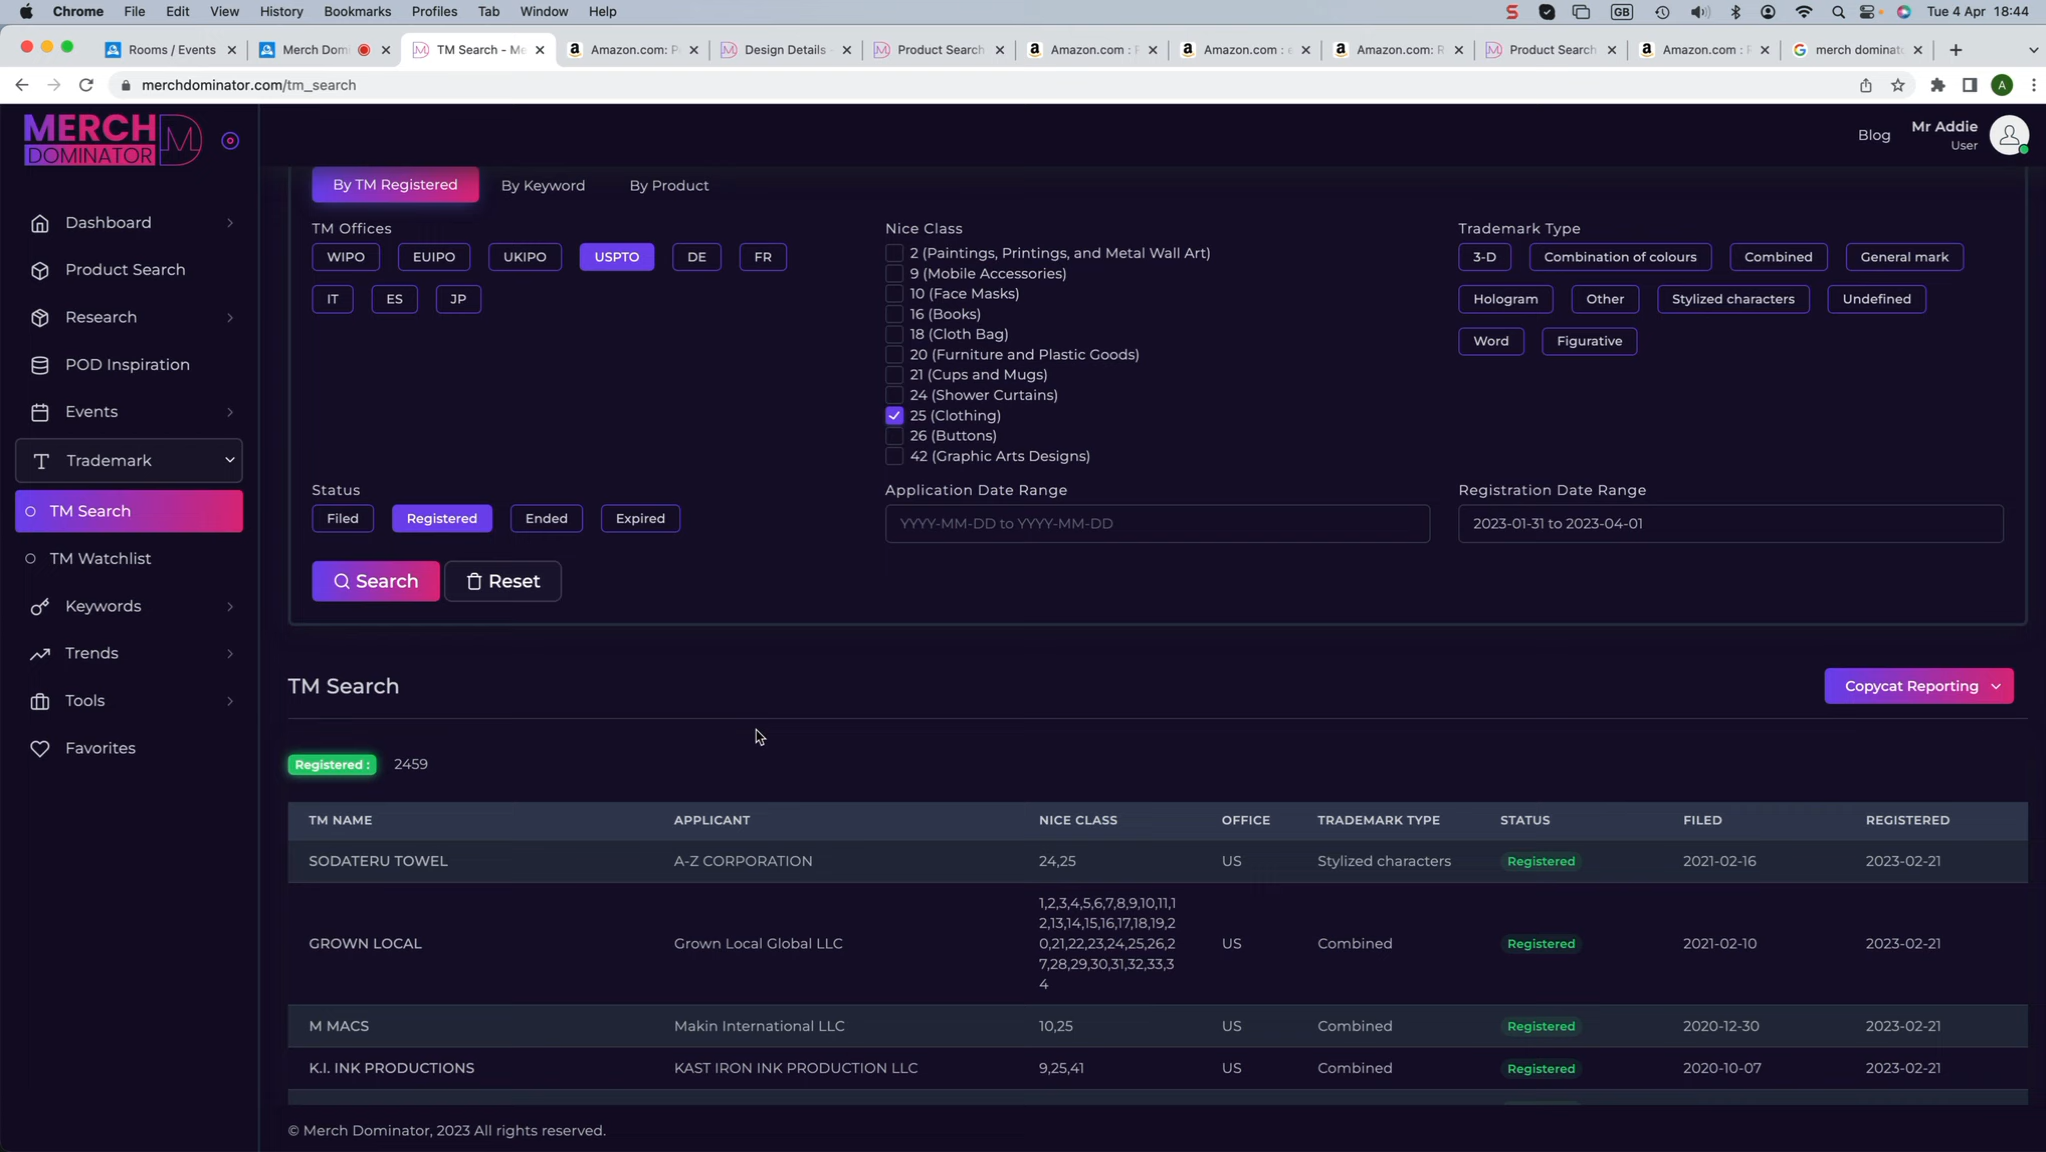 Chrome File Edit View History Bookmarks Profiles Tab Window Help GB Tue 4 Apr 18:44
Rooms / Events Merch Dom TM Search - Me Amazon.com: P Design Details - Product Search Amazon.com : F Amazon.com : e Amazon.com: R Product Search Amazon.com : F merch dominat
merchdominator.com/tm_search A
MERCH
DOMINATOR
Blog Mr Addie
User
Dashboard
Product Search
Research
POD Inspiration
Events
Trademark
TM Search
TM Watchlist
Keywords
Trends
Tools
Favorites
By TM Registered By Keyword By Product
TM Offices
WIPO EUIPO UKIPO USPTO DE FR
IT ES JP
Nice Class
2 (Paintings, Printings, and Metal Wall Art)
9 (Mobile Accessories)
10 (Face Masks)
16 (Books)
18 (Cloth Bag)
20 (Furniture and Plastic Goods)
21 (Cups and Mugs)
24 (Shower Curtains)
25 (Clothing)
26 (Buttons)
42 (Graphic Arts Designs)
Trademark Type
3-D Combination of colours Combined General mark
Hologram Other Stylized characters Undefined
Word Figurative
Status
Filed Registered Ended Expired
Application Date Range
YYYY-MM-DD to YYYY-MM-DD
Registration Date Range
2023-01-31 to 2023-04-01
Search Reset
TM Search Copycat Reporting
Registered : 2459
TM NAME APPLICANT NICE CLASS OFFICE TRADEMARK TYPE STATUS FILED REGISTERED
SODATERU TOWEL A-Z CORPORATION 24,25 US Stylized characters Registered 2021-02-16 2023-02-21
1,2,3,4,5,6,7,8,9,10,11,1
2,13,14,15,16,17,18,19,2
GROWN LOCAL Grown Local Global LLC 0,21,22,23,24,25,26,2 US Combined Registered 2021-02-10 2023-02-21
7,28,29,30,31,32,33,3
4
M MACS Makin International LLC 10,25 US Combined Registered 2020-12-30 2023-02-21
K.I. INK PRODUCTIONS KAST IRON INK PRODUCTION LLC 9,25,41 US Combined Registered 2020-10-07 2023-02-21
© Merch Dominator, 2023 All rights reserved.